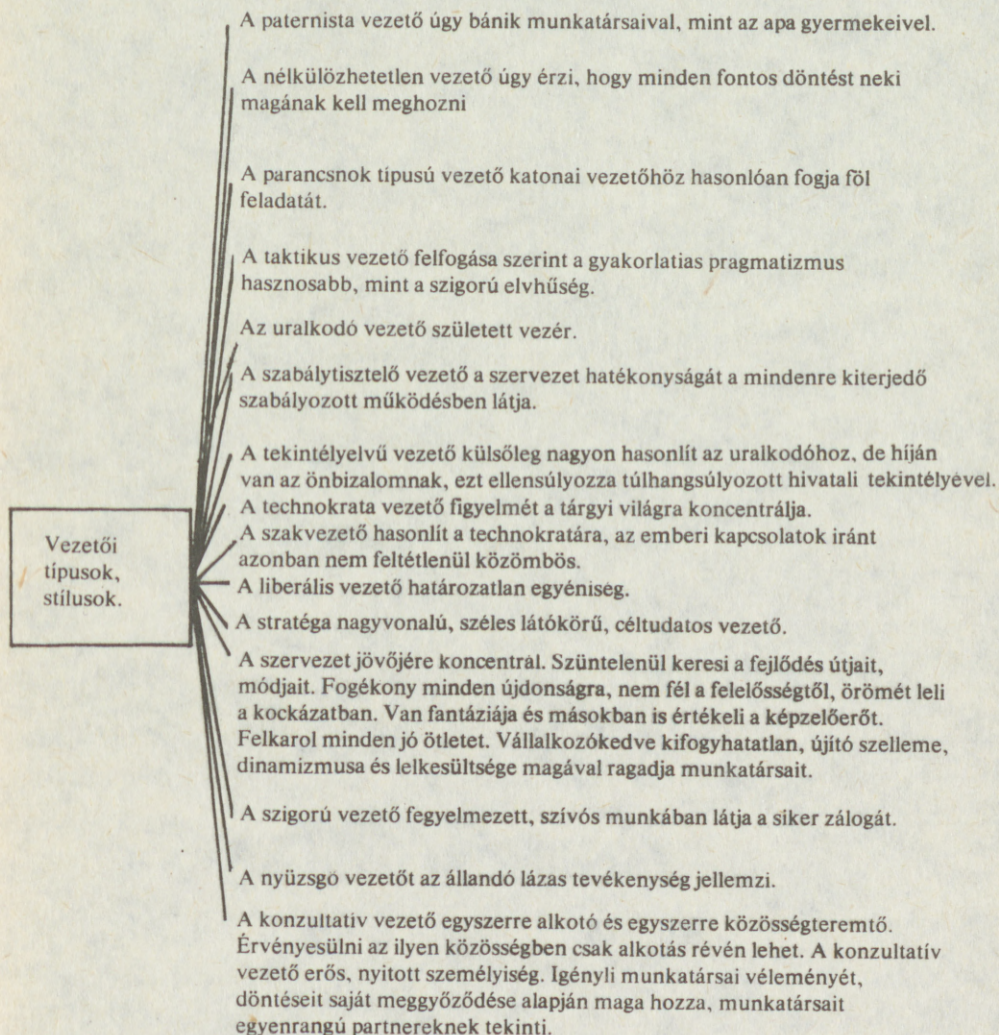 A paternista vezető úgy bánik munkatársaival, mint az apa gyermekeivel.
A nélkülözhetetlen vezető úgy érzi, hogy minden fontos döntést neki
magának kell meghozni
A parancsnok típusú vezető katonai vezetőhöz hasonlóan fogja föl
feladatát.
A taktikus vezető felfogása szerint a gyakorlatias pragmatizmus
hasznosabb, mint a szigorú elvhűség.
Az uralkodó vezető született vezér.
A szabálytisztelő vezető a szervezet hatékonyságát a mindenre kiterjedő
szabályozott működésben látja.
A tekintélyelvű vezető külsőleg nagyon hasonlít az uralkodóhoz, de híján
van az önbizalomnak, ezt ellensúlyozza túlhangsúlyozott hivatali tekintélyével.
A technokrata vezető figyelmét a tárgyi világra koncentrálja.
A szakvezető hasonlít a technokratára, az emberi kapcsolatok iránt
azonban nem feltétlenül közömbös.
A liberális vezető határozatlan egyéniség.
A stratéga nagyvonalú, széles látókörű, céltudatos vezető.
A szervezet jövőjére koncentrál. Szüntelenül keresi a fejlődés útjait,
módjait. Fogékony minden újdonságra, nem fél a felelősségtől, örömét leli
a kockázatban. Van fantáziája és másokban is értékeli a képzelőerőt.
Felkarol minden jó ötletet. Vállalkozókedve kifogyhatatlan, újító szelleme,
dinamizmusa és lelkesültsége magával ragadja munkatársait.
A szigorú vezető fegyelmezett, szívós munkában látja a siker zálogát.
A nyüzsgo vezetőt az állandó lázas tevékenység jellemzi.
A konzultatív vezető egyszerre alkotó és egyszerre közösségteremtő.
Érvényesülni az ilyen közösségben csak alkotás révén lehet. A konzultatív
vezető erős, nyitott személyiség. Igényli munkatársai véleményét,
döntéseit saját meggyőződése alapján maga hozza, munkatársait
egyenrangú partnereknek tekinti.
Vezetői
típusok,
stílusok.